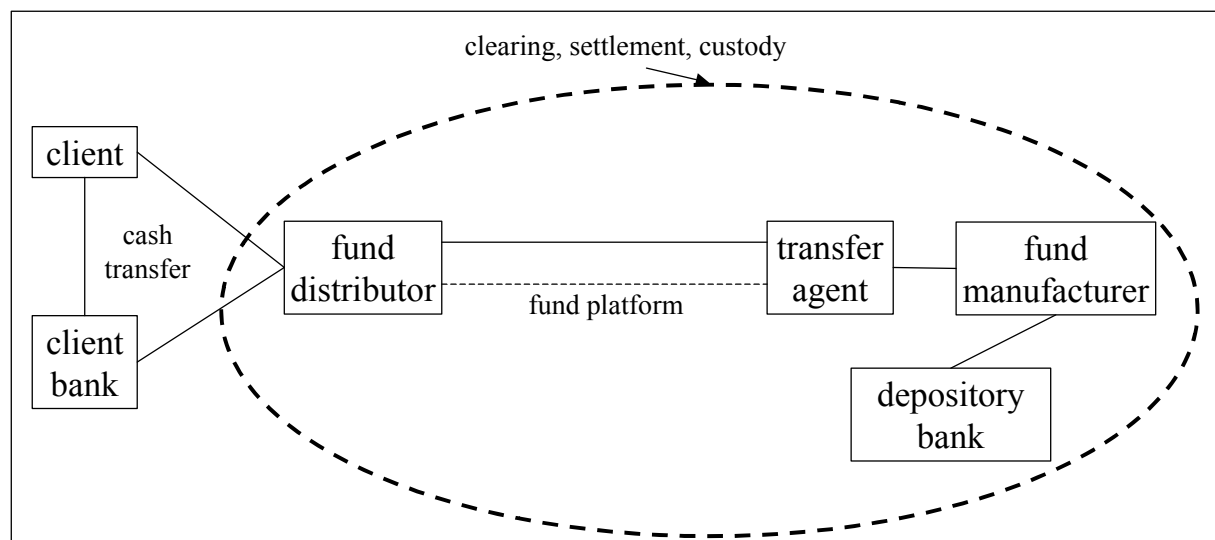 clearing, settlement, custody
client
cash
transfer
client
bank
fund
distributor
fund platform
transfer
agent
fund
manufacturer
depository
bank